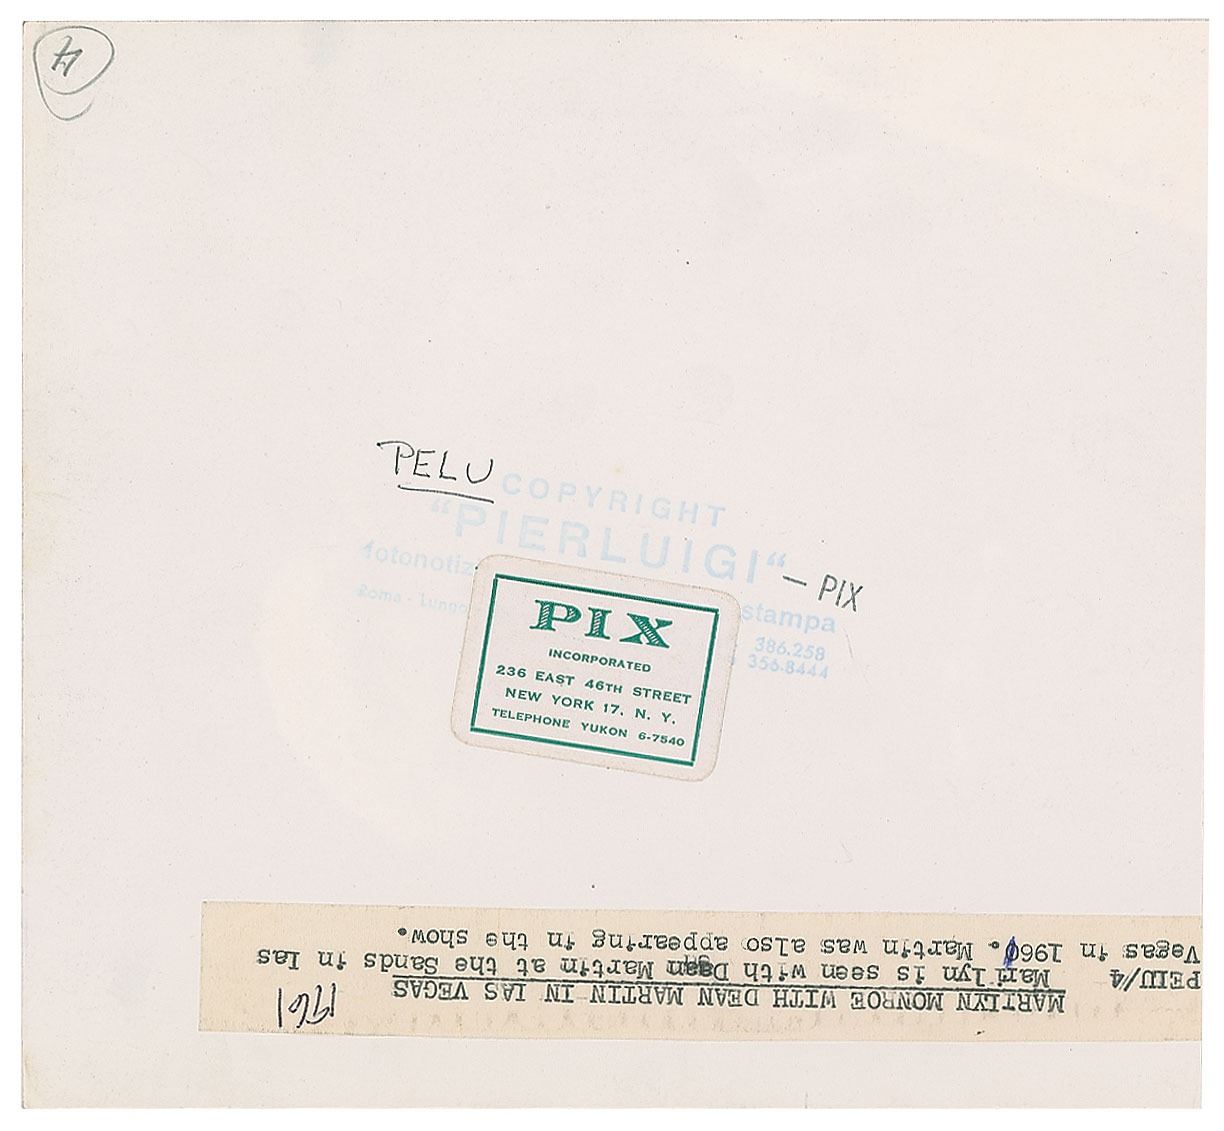 4
PELU
COPYRIGHT
"PIERLUIGI" — PIX
fotonotiz stampa
Roma - Lungo 386.258
356.8444
PIX
INCORPORATED
236 EAST 46TH STREET
NEW YORK 17, N. Y.
TELEPHONE YUKON 6-7540
MARILYN MONROE WITH DEAN MARTIN IN LAS VEGAS
1961
PELU/4 Marilyn is seen with Dean Martin at the Sands in Las
Vegas in 1960. Martin was also appearing in the show.